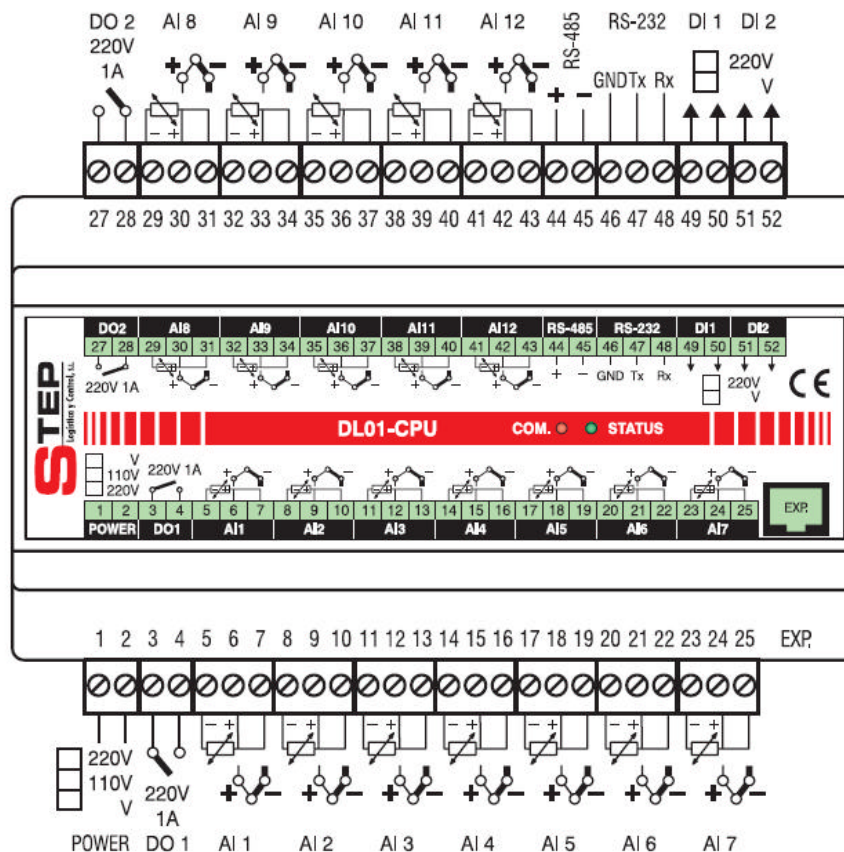 DO 2 AI 8 AI 9 AI 10 AI 11 AI 12 RS-485 RS-232 DI 1 DI 2
220V 220V
1A V
GND Tx Rx
+ − + − + − + − + − + −
− + − + − + − + − +
27 28 29 30 31 32 33 34 35 36 37 38 39 40 41 42 43 44 45 46 47 48 49 50 51 52
DO2 AI8 AI9 AI10 AI11 AI12 RS-485 RS-232 DI1 DI2
27 28 29 30 31 32 33 34 35 36 37 38 39 40 41 42 43 44 45 46 47 48 49 50 51 52
220V 1A + − + − + − + − + − + − GND Tx Rx 220V
V
CE
STEP
Logística y Control, S.L.
DL01-CPU COM. STATUS
V
110V
220V
220V 1A
+ − + − + − + − + − + − + −
1 2 3 4 5 6 7 8 9 10 11 12 13 14 15 16 17 18 19 20 21 22 23 24 25 EXP.
POWER DO1 AI1 AI2 AI3 AI4 AI5 AI6 AI7
1 2 3 4 5 6 7 8 9 10 11 12 13 14 15 16 17 18 19 20 21 22 23 24 25 EXP.
− + − + − + − + − + − + − +
220V
110V
V
220V
1A
+ − + − + − + − + − + − + −
POWER DO 1 AI 1 AI 2 AI 3 AI 4 AI 5 AI 6 AI 7